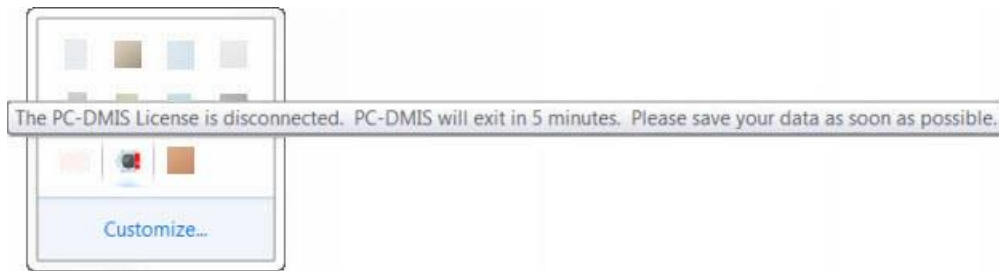 The PC-DMIS License is disconnected.  PC-DMIS will exit in 5 minutes.  Please save your data as soon as possible.
Customize...